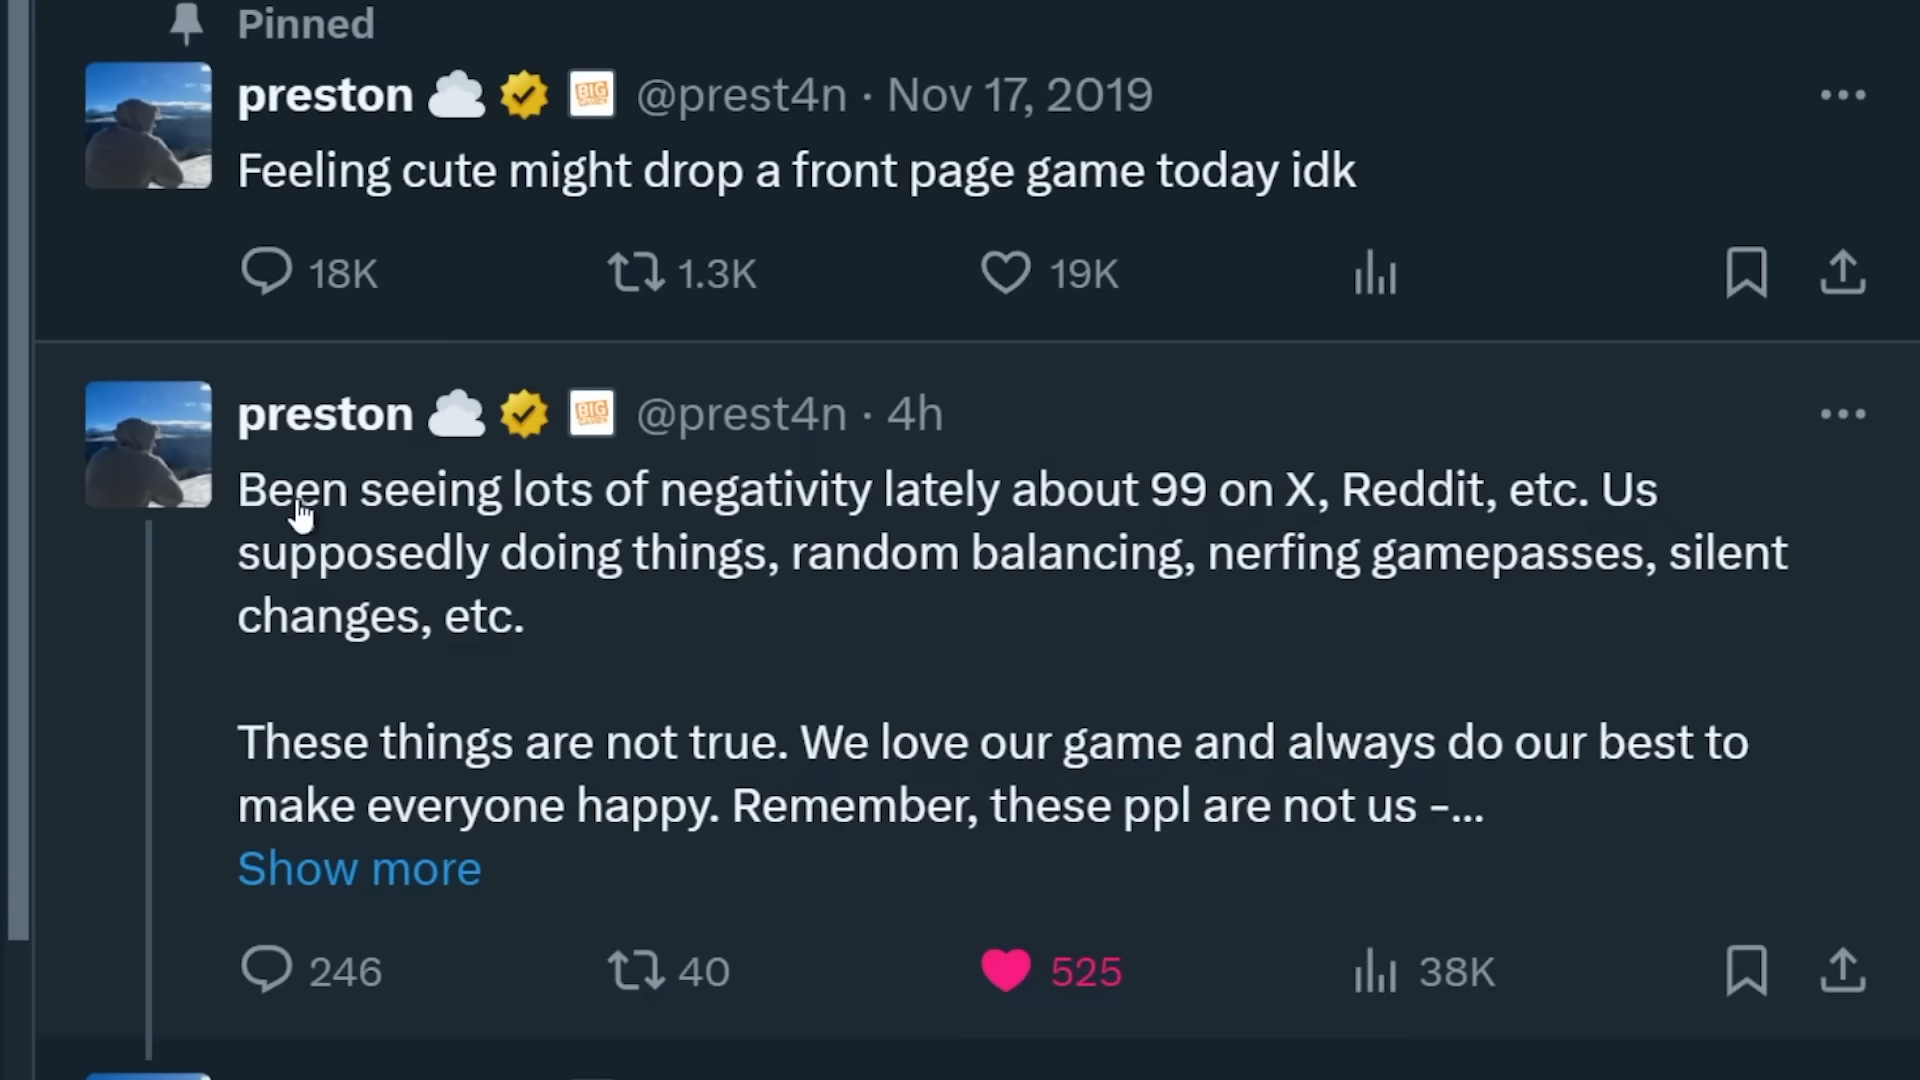 Pinned
preston @prest4n · Nov 17, 2019
Feeling cute might drop a front page game today idk
18K 1.3K 19K
preston @prest4n · 4h
Been seeing lots of negativity lately about 99 on X, Reddit, etc. Us
supposedly doing things, random balancing, nerfing gamepasses, silent
changes, etc.
These things are not true. We love our game and always do our best to
make everyone happy. Remember, these ppl are not us -...
Show more
246 40 525 38K